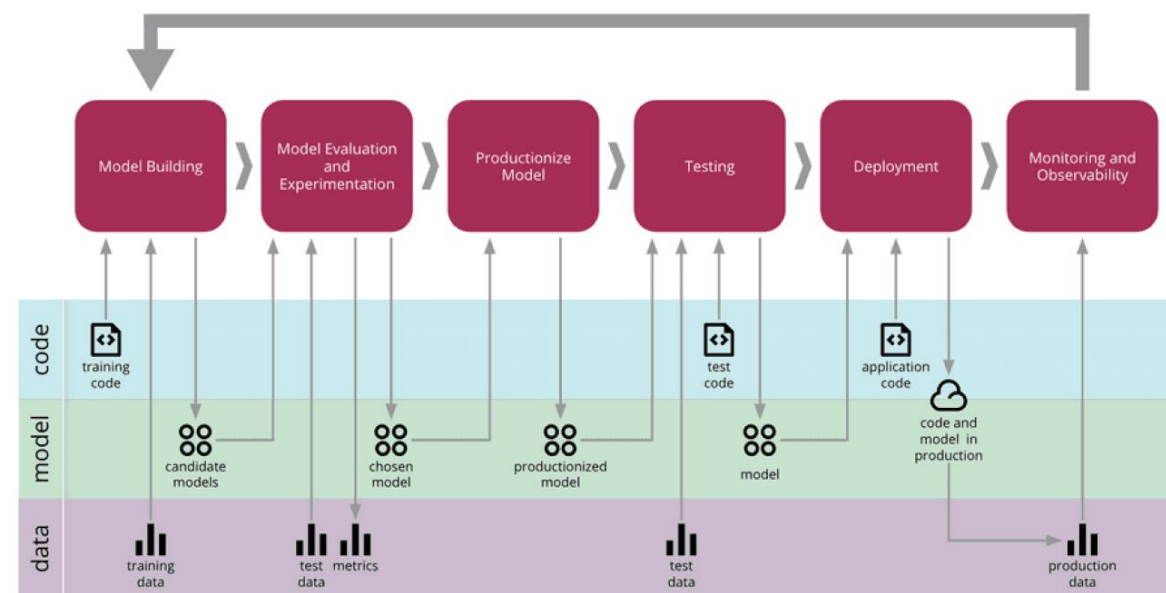 Model Building
Model Evaluation
and
Experimentation
Productionize
Model
Testing
Deployment
Monitoring and
Observability
code
training
code
test
code
application
code
model
candidate
models
chosen
model
productionized
model
model
code and
model in
production
data
training
data
test
data
metrics
test
data
production
data